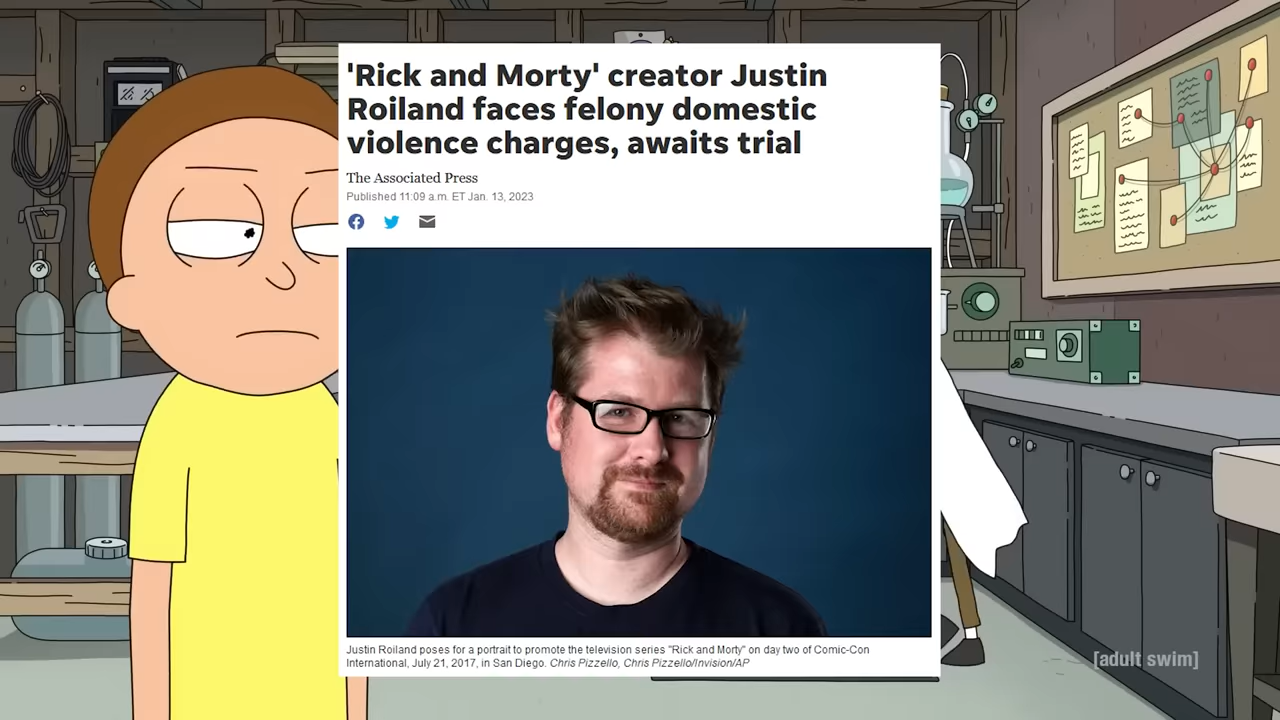 'Rick and Morty' creator Justin
Roiland faces felony domestic
violence charges, awaits trial
The Associated Press
Published 11:09 a.m. ET Jan. 13, 2023
Justin Roiland poses for a portrait to promote the television series "Rick and Morty" on day two of Comic-Con
International, July 21, 2017, in San Diego. Chris Pizzello, Chris Pizzello/Invision/AP
[adult swim]